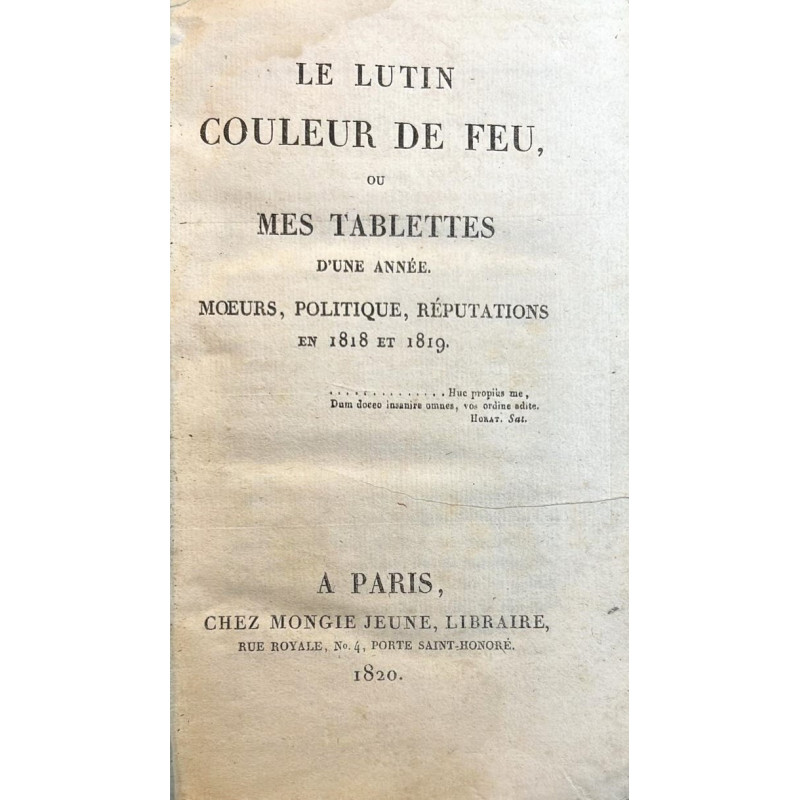 LE LUTIN
COULEUR DE FEU,
OU
MES TABLETTES
D'UNE ANNÉE.
MŒURS, POLITIQUE, RÉPUTATIONS
EN 1818 ET 1819.
. . . . . . . . . . . . . . Huc propiùs me,
Dum doceo insanire omnes, vos ordine adite.
HORAT. Sat.
A PARIS,
CHEZ MONGIE JEUNE, LIBRAIRE,
RUE ROYALE, No. 4, PORTE SAINT-HONORÉ.
1820.